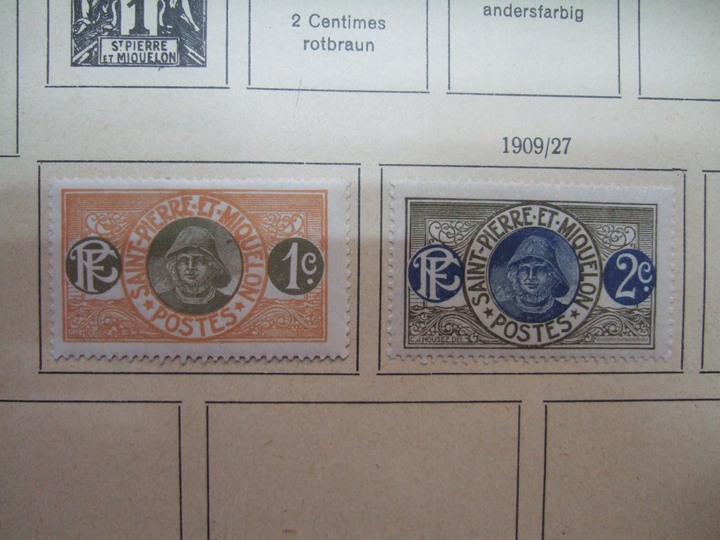 1
ST PIERRE
ET MIQUELON
2 Centimes
rotbraun
andersfarbig
1909/27
RF
SAINT-PIERRE-ET-MIQUELON
1c.
POSTES
RF
SAINT-PIERRE-ET-MIQUELON
2c.
POSTES